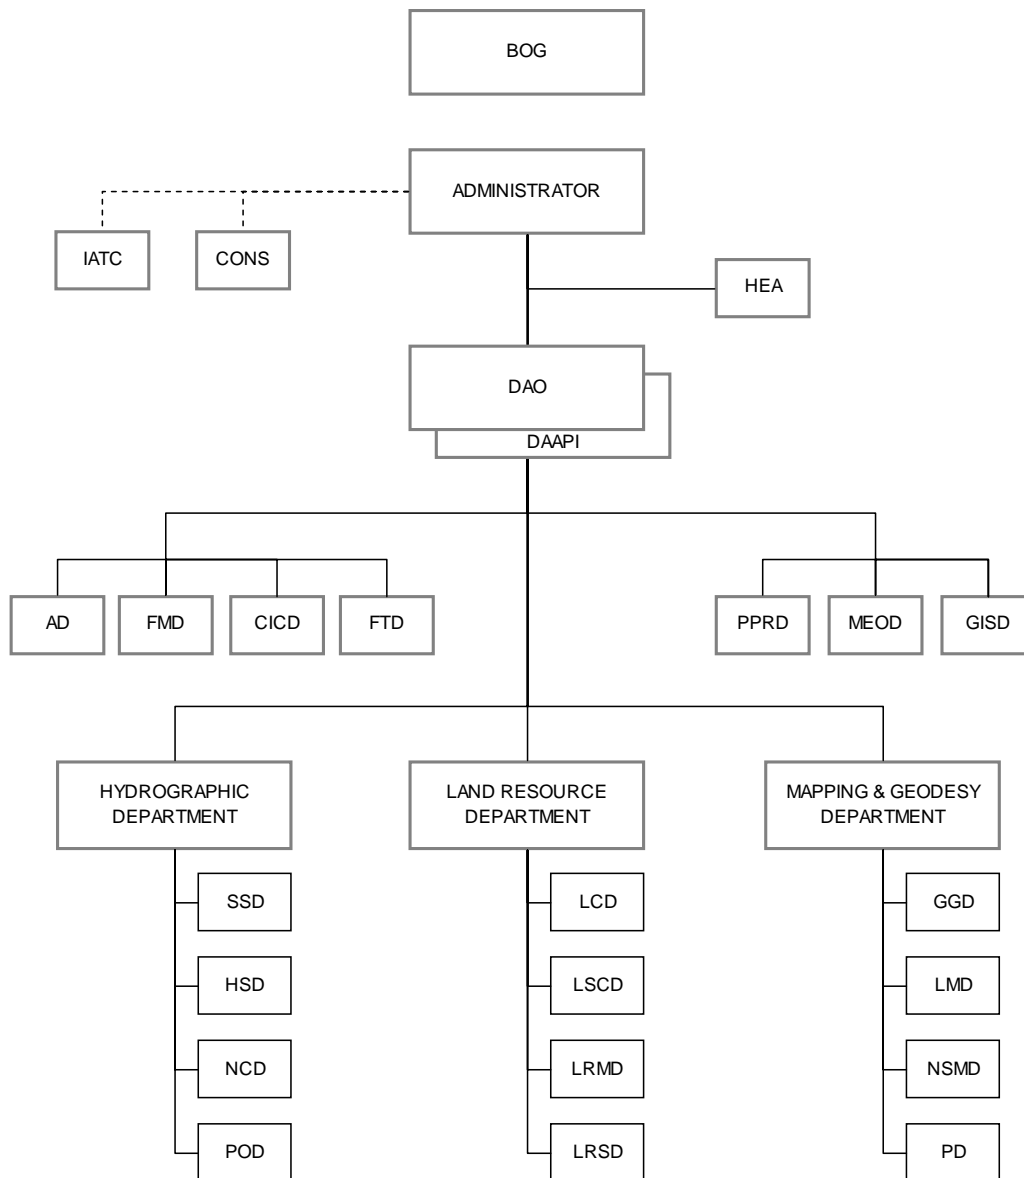 BOG
ADMINISTRATOR
IATC
CONS
HEA
DAO
DAAPI
AD
FMD
CICD
FTD
PPRD
MEOD
GISD
HYDROGRAPHIC
DEPARTMENT
LAND RESOURCE
DEPARTMENT
MAPPING & GEODESY
DEPARTMENT
SSD
LCD
GGD
HSD
LSCD
LMD
NCD
LRMD
NSMD
POD
LRSD
PD